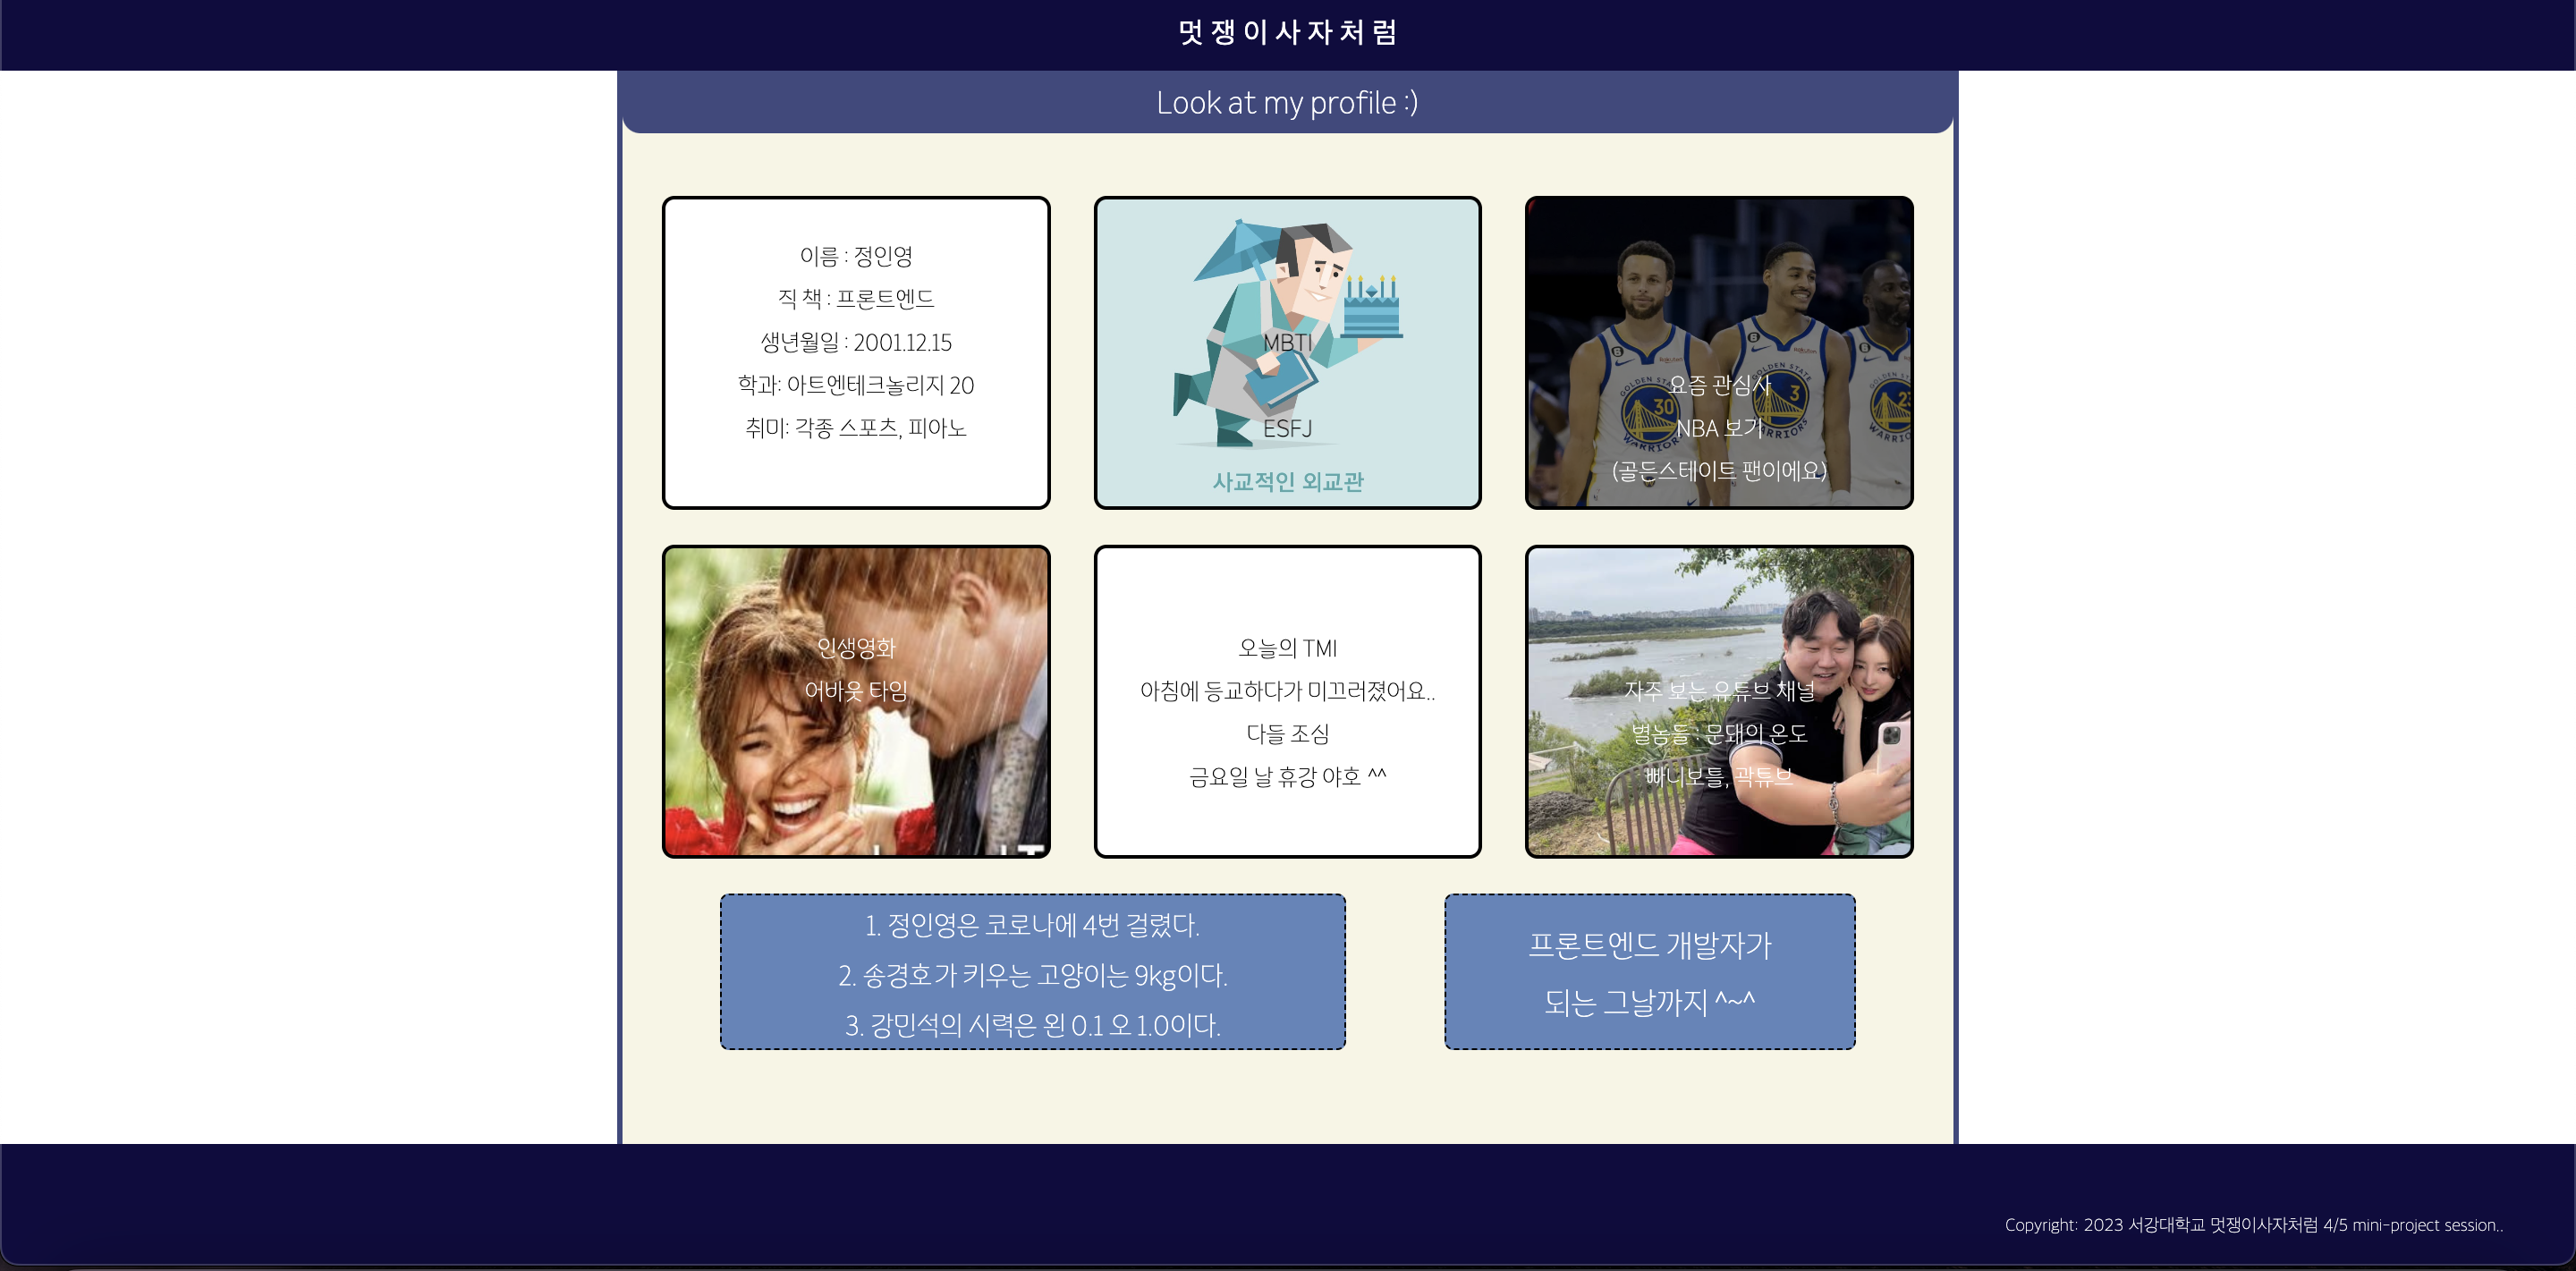 멋쟁이사자처럼
Look at my profile :)
이름 : 정인영
직 책 : 프론트엔드
생년월일 : 2001.12.15
학과: 아트엔테크놀리지 20
취미: 각종 스포츠, 피아노
MBTI
ESFJ
사교적인 외교관
GOLDEN STATE
30
WARRIORS
3
WARRIORS
요즘 관심사
NBA 보기
(골든스테이트 팬이에요)
인생영화
어바웃 타임
오늘의 TMI
아침에 등교하다가 미끄러졌어요..
다들 조심
금요일 날 휴강 야호 ^^
자주 보는 유튜브 채널
별놈들 : 문돼의 온도
빠니보틀, 곽튜브
1. 정인영은 코로나에 4번 걸렸다.
2. 송경호가 키우는 고양이는 9kg이다.
3. 강민석의 시력은 왼 0.1 오 1.0이다.
프론트엔드 개발자가
되는 그날까지 ^~^
Copyright: 2023 서강대학교 멋쟁이사자처럼 4/5 mini-project session..